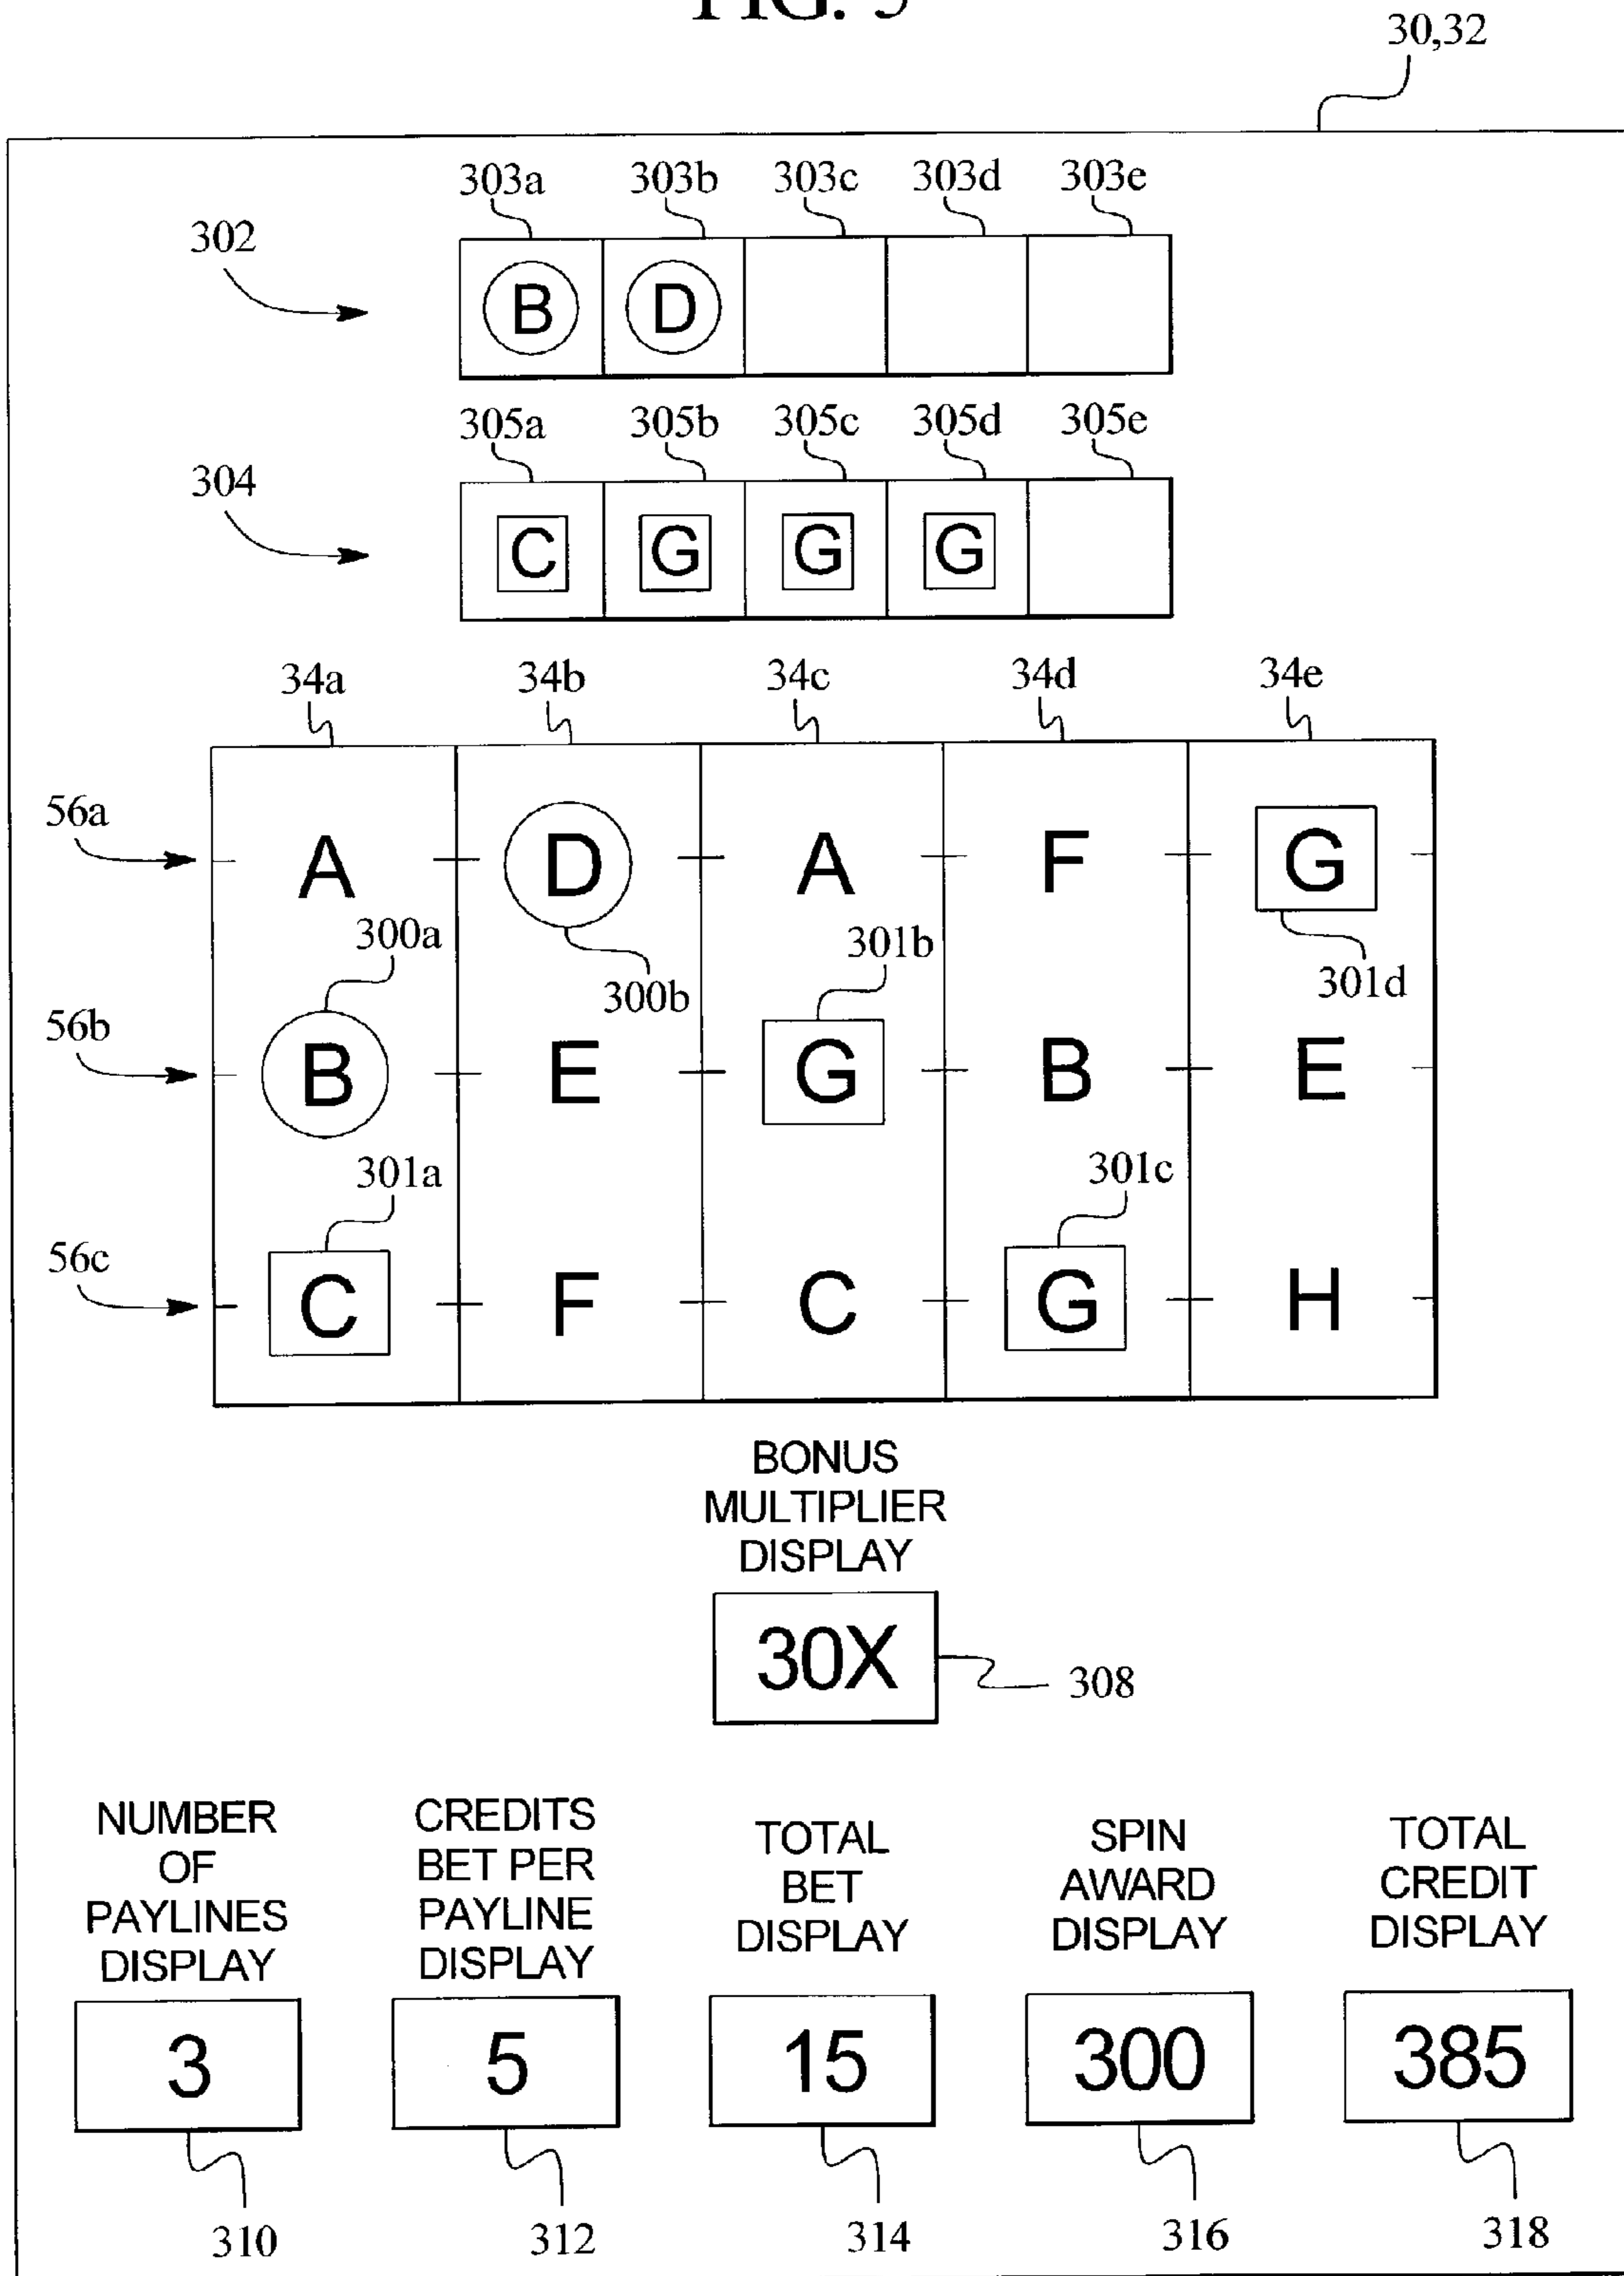 FIG. 5
30,32
303a 303b 303c 303d 303e
302
B D
305a 305b 305c 305d 305e
304
C G G G
34a 34b 34c 34d 34e
56a
A D A F G
300a 301b
300b 301d
56b
B E G B E
301a 301c
56c
C F C G H
BONUS
MULTIPLIER
DISPLAY
30X
308
NUMBER
OF
PAYLINES
DISPLAY
3
310
CREDITS
BET PER
PAYLINE
DISPLAY
5
312
TOTAL
BET
DISPLAY
15
314
SPIN
AWARD
DISPLAY
300
316
TOTAL
CREDIT
DISPLAY
385
318